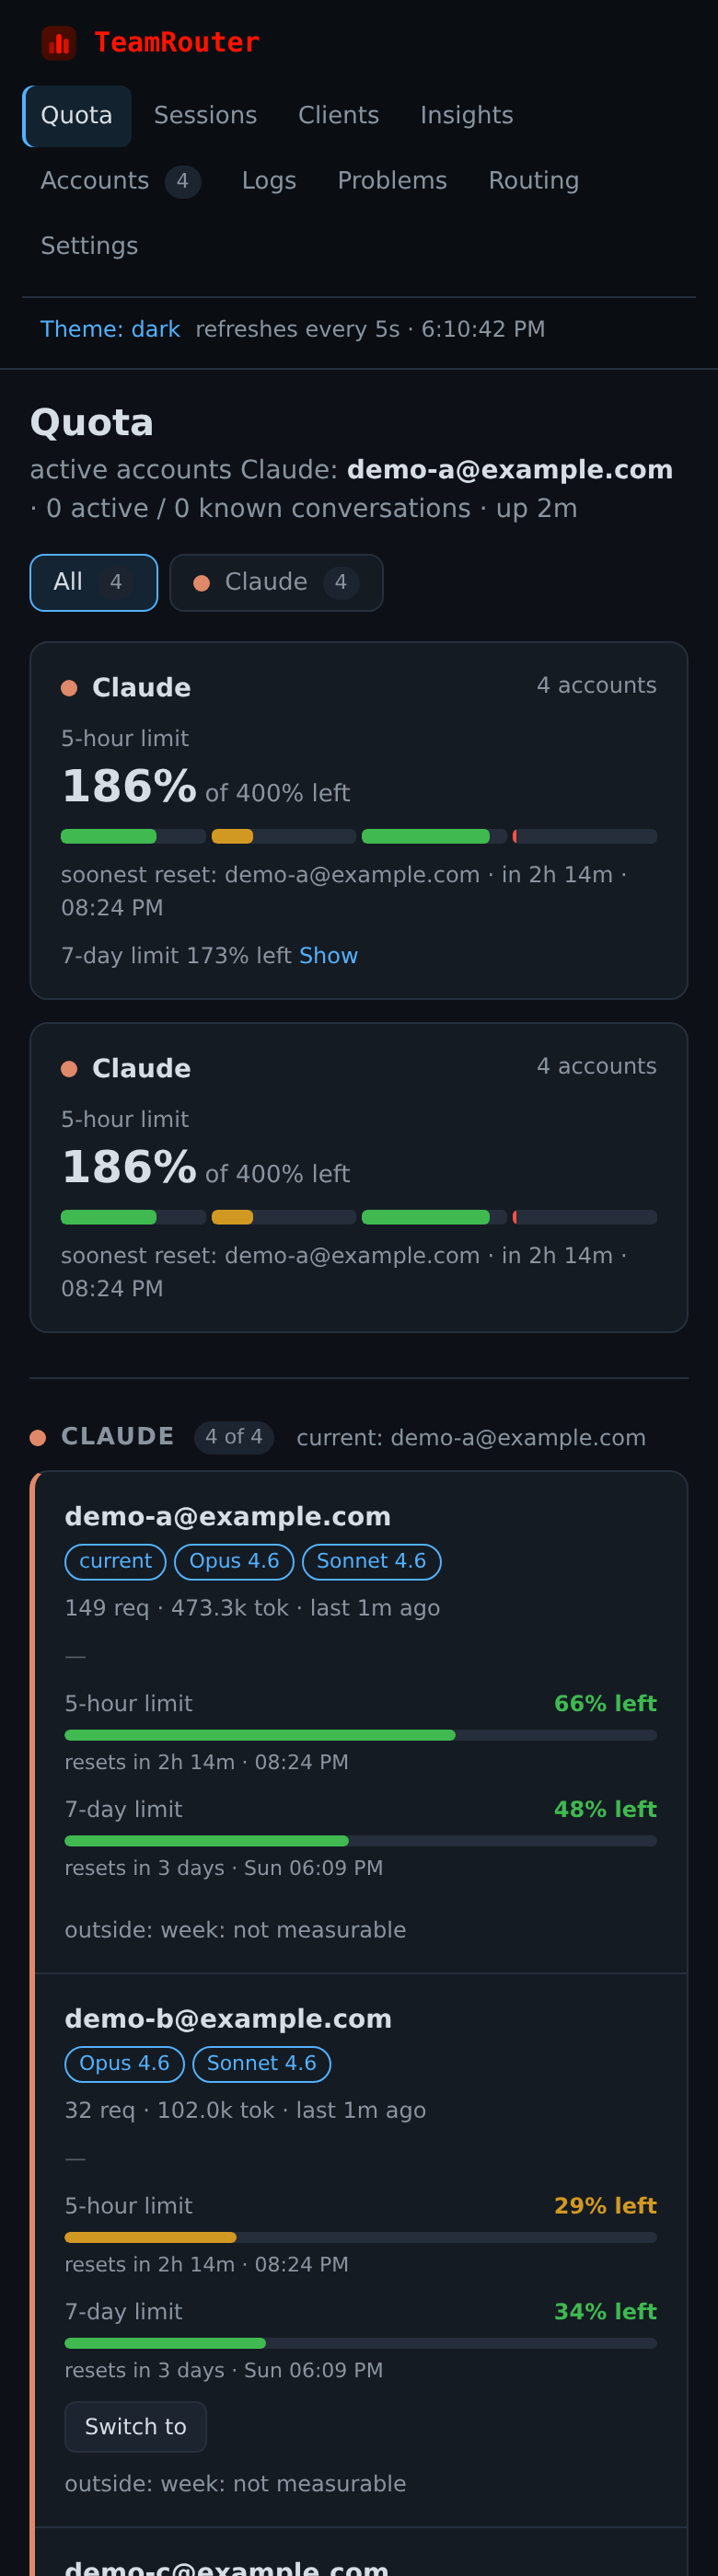 TeamRouter
Quota Sessions Clients Insights
Accounts 4 Logs Problems Routing
Settings
Theme: dark refreshes every 5s · 6:10:42 PM
Quota
active accounts Claude: demo-a@example.com
· 0 active / 0 known conversations · up 2m
All 4 Claude 4
Claude 4 accounts
5-hour limit
186% of 400% left
soonest reset: demo-a@example.com · in 2h 14m ·
08:24 PM
7-day limit 173% left Show
Claude 4 accounts
5-hour limit
186% of 400% left
soonest reset: demo-a@example.com · in 2h 14m ·
08:24 PM
CLAUDE 4 of 4 current: demo-a@example.com
demo-a@example.com
current Opus 4.6 Sonnet 4.6
149 req · 473.3k tok · last 1m ago
—
5-hour limit 66% left
resets in 2h 14m · 08:24 PM
7-day limit 48% left
resets in 3 days · Sun 06:09 PM
outside: week: not measurable
demo-b@example.com
Opus 4.6 Sonnet 4.6
32 req · 102.0k tok · last 1m ago
—
5-hour limit 29% left
resets in 2h 14m · 08:24 PM
7-day limit 34% left
resets in 3 days · Sun 06:09 PM
Switch to
outside: week: not measurable
demo-c@example.com